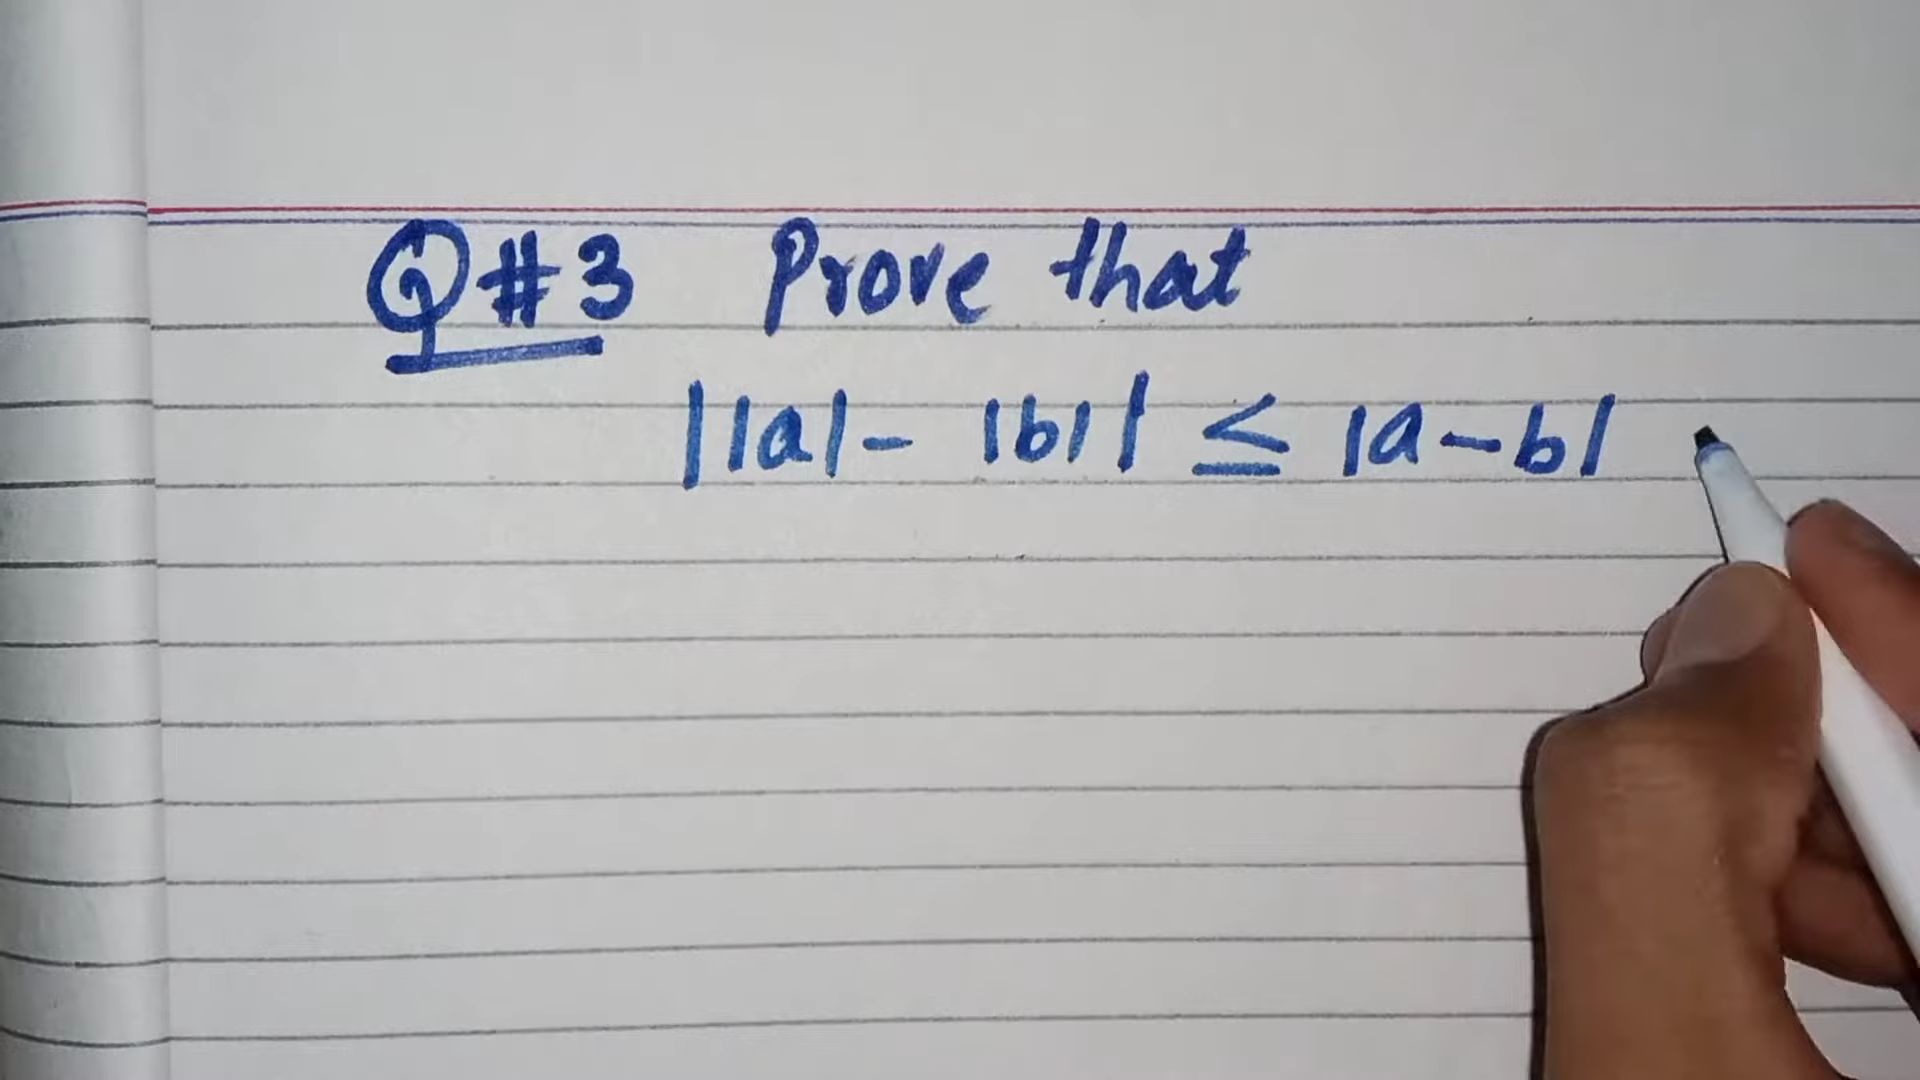 Q#3 Prove that
||a| - |b|| ≤ |a - b|